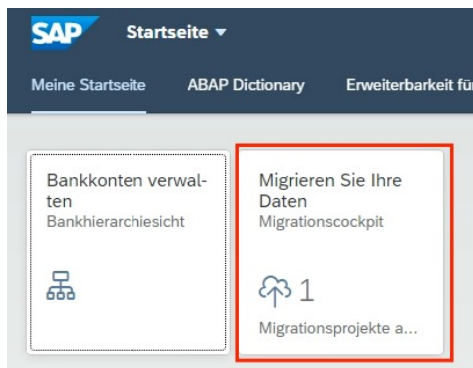 SAP Startseite ▼
Meine Startseite ABAP Dictionary Erweiterbarkeit fü
Bankkonten verwal-
ten
Bankhierarchiesicht
Migrieren Sie Ihre
Daten
Migrationscockpit
1
Migrationsprojekte a...